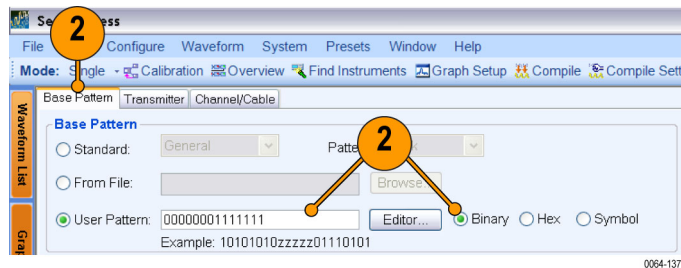 2
File Configure Waveform System Presets Window Help
Mode: Single Calibration Overview Find Instruments Graph Setup Compile Compile Sett
Base Pattern Transmitter Channel/Cable
Waveform List
Base Pattern
Standard: General
2
From File: Browse...
User Pattern: 00000001111111 Editor... Binary Hex Symbol
Example: 10101010zzzzz01110101
0064-137